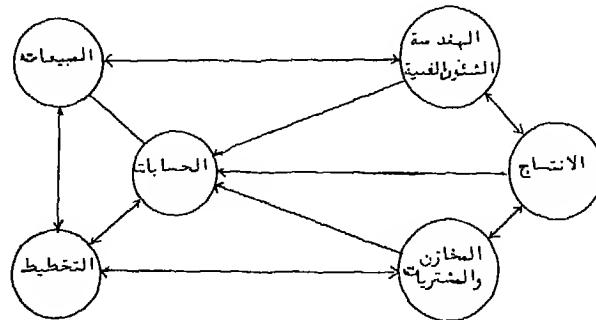 الهندسة
الشئون الفنية
المبيعات
الحسابات
الانتاج
المخازن
والمشتريات
التخطيط